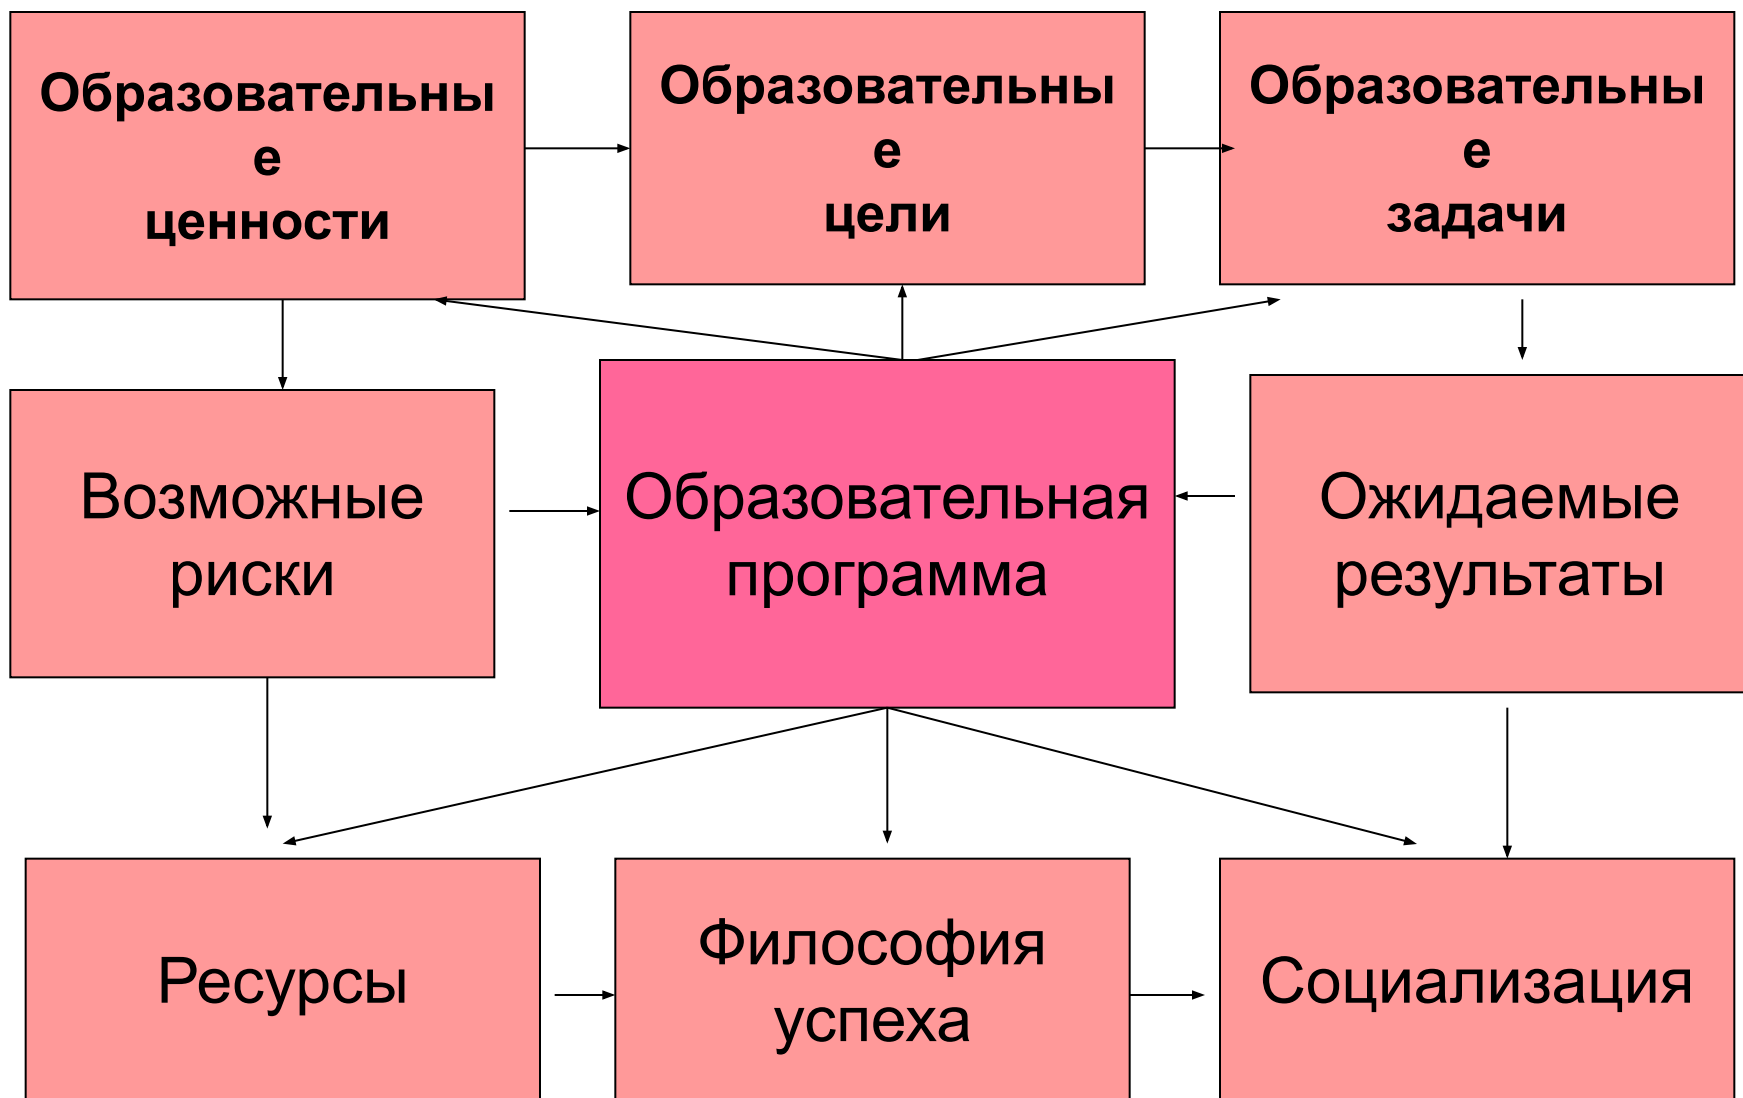 Образовательны
е
ценности
Образовательны
е
цели
Образовательны
е
задачи
Возможные
риски
Образовательная
программа
Ожидаемые
результаты
Ресурсы
Философия
успеха
Социализация